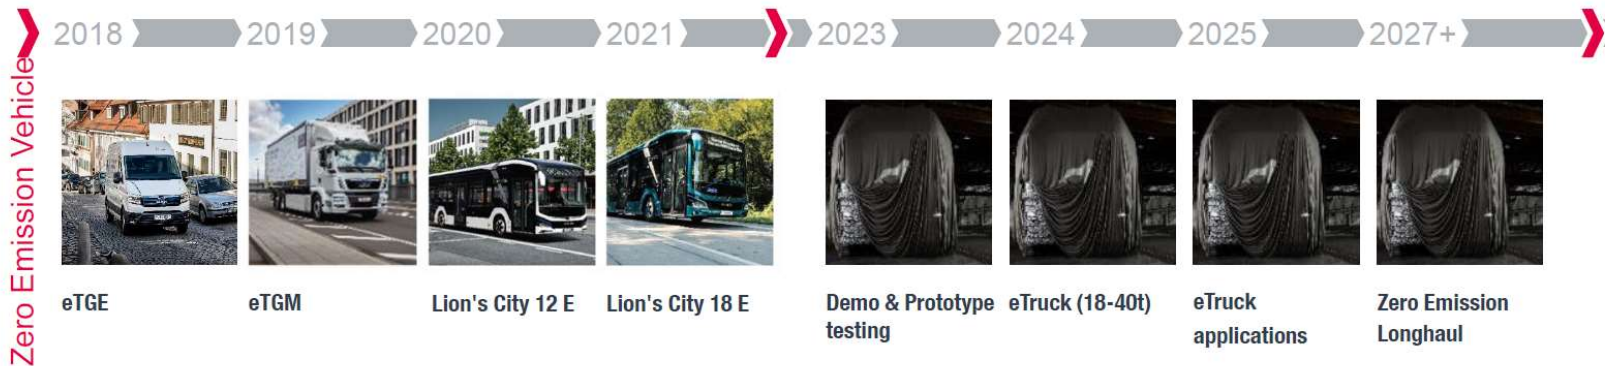 Zero Emission Vehicle
2018
2019
2020
2021
2023
2024
2025
2027+
eTGE
eTGM
Lion's City 12 E
Lion's City 18 E
Demo & Prototype
testing
eTruck (18-40t)
eTruck
applications
Zero Emission
Longhaul